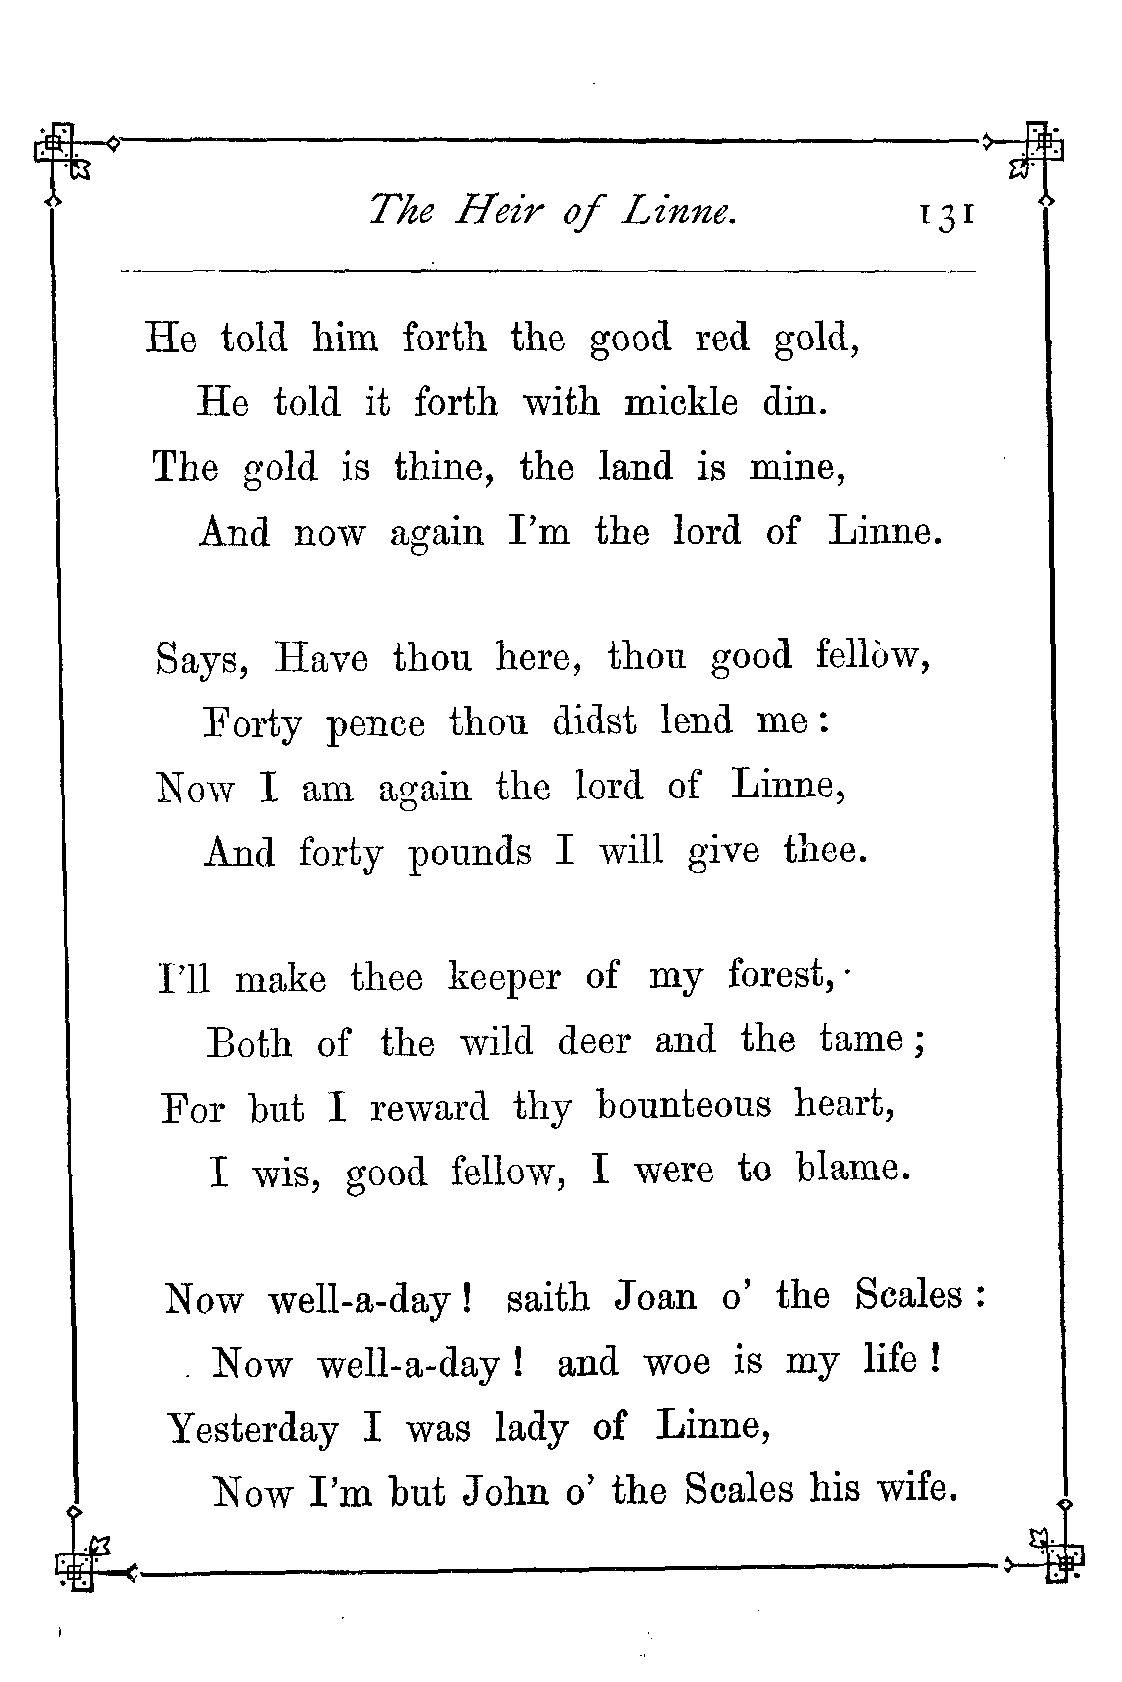 The Heir of Linne. 131
He told him forth the good red gold,
He told it forth with mickle din.
The gold is thine, the land is mine,
And now again I'm the lord of Linne.
Says, Have thou here, thou good fellòw,
Forty pence thou didst lend me :
Now I am again the lord of Linne,
And forty pounds I will give thee.
I'll make thee keeper of my forest,
Both of the wild deer and the tame ;
For but I reward thy bounteous heart,
I wis, good fellow, I were to blame.
Now well-a-day ! saith Joan o' the Scales :
Now well-a-day ! and woe is my life !
Yesterday I was lady of Linne,
Now I'm but John o' the Scales his wife.